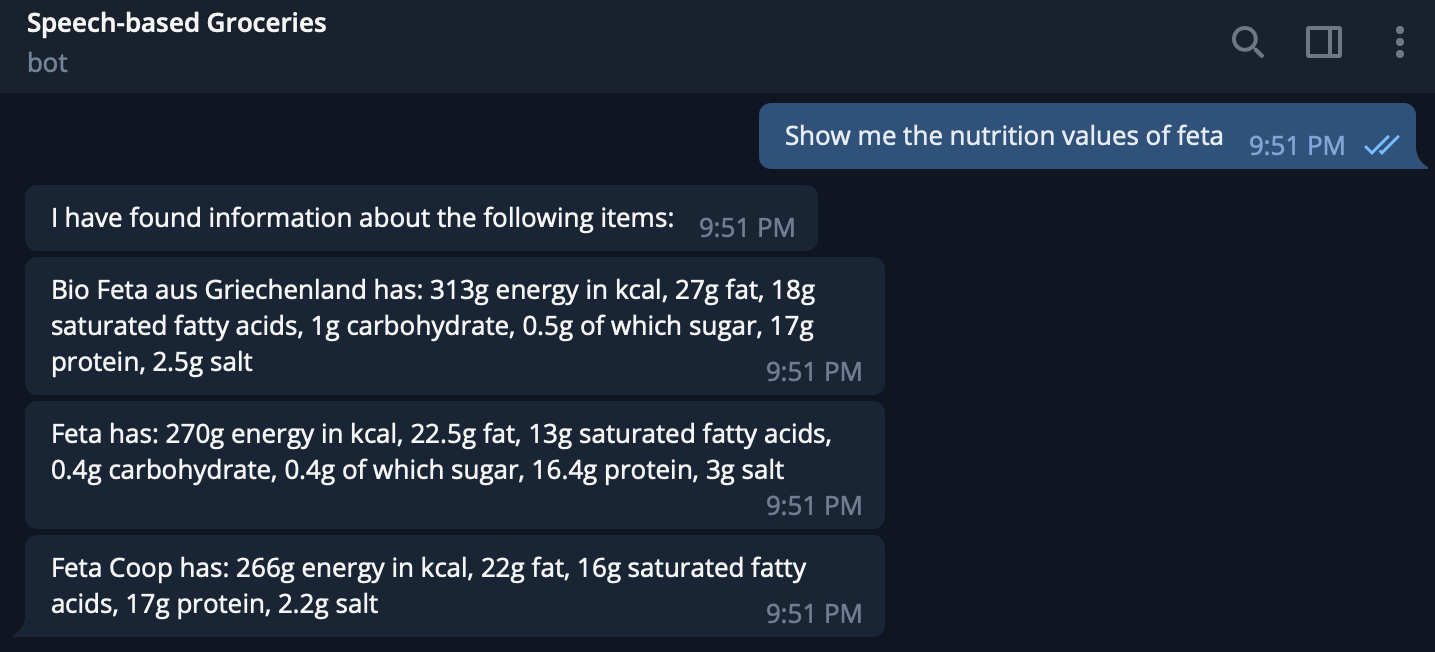 Speech-based Groceries
bot
Show me the nutrition values of feta 9:51 PM
I have found information about the following items: 9:51 PM
Bio Feta aus Griechenland has: 313g energy in kcal, 27g fat, 18g
saturated fatty acids, 1g carbohydrate, 0.5g of which sugar, 17g
protein, 2.5g salt
9:51 PM
Feta has: 270g energy in kcal, 22.5g fat, 13g saturated fatty acids,
0.4g carbohydrate, 0.4g of which sugar, 16.4g protein, 3g salt
9:51 PM
Feta Coop has: 266g energy in kcal, 22g fat, 16g saturated fatty
acids, 17g protein, 2.2g salt
9:51 PM